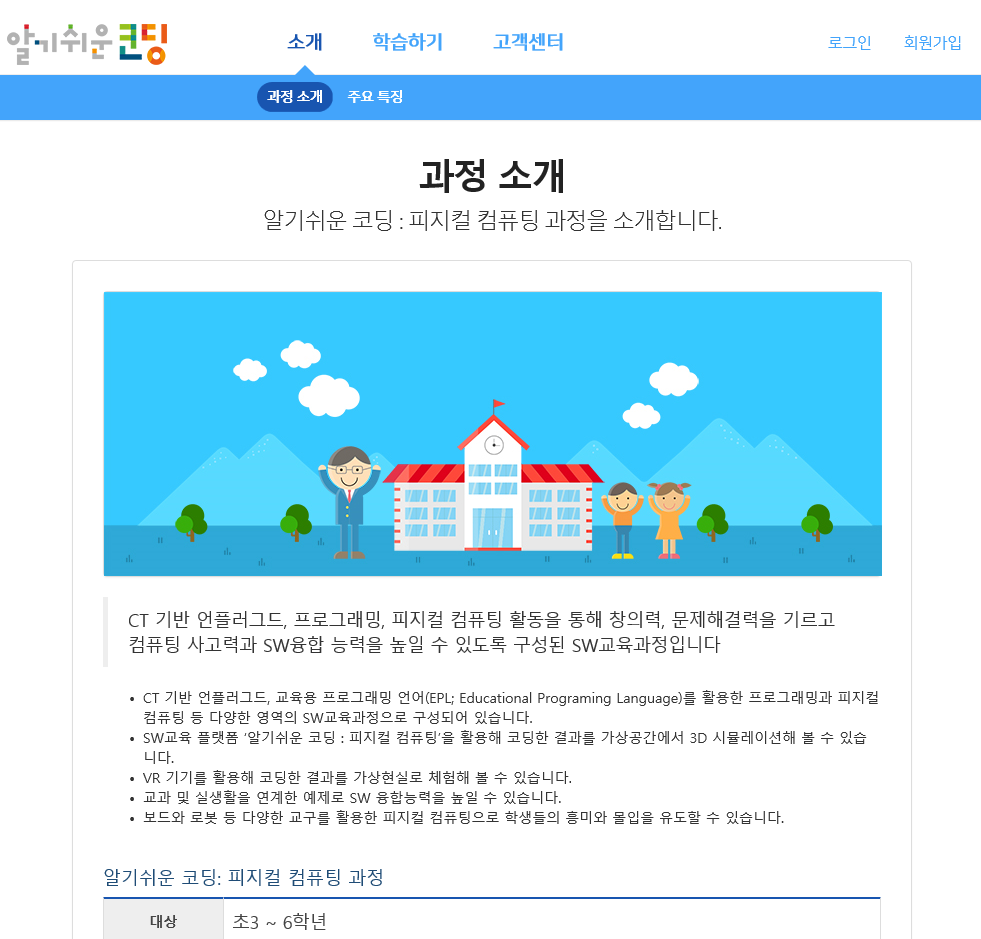 알기쉬운코딩
소개 학습하기 고객센터
로그인 회원가입
과정 소개 주요 특징
과정 소개
알기쉬운 코딩 : 피지컬 컴퓨팅 과정을 소개합니다.
CT 기반 언플러그드, 프로그래밍, 피지컬 컴퓨팅 활동을 통해 창의력, 문제해결력을 기르고
컴퓨팅 사고력과 SW융합 능력을 높일 수 있도록 구성된 SW교육과정입니다
• CT 기반 언플러그드, 교육용 프로그래밍 언어(EPL; Educational Programing Language)를 활용한 프로그래밍과 피지컬
컴퓨팅 등 다양한 영역의 SW교육과정으로 구성되어 있습니다.
• SW교육 플랫폼 ‘알기쉬운 코딩 : 피지컬 컴퓨팅’을 활용해 코딩한 결과를 가상공간에서 3D 시뮬레이션해 볼 수 있습
니다.
• VR 기기를 활용해 코딩한 결과를 가상현실로 체험해 볼 수 있습니다.
• 교과 및 실생활을 연계한 예제로 SW 융합능력을 높일 수 있습니다.
• 보드와 로봇 등 다양한 교구를 활용한 피지컬 컴퓨팅으로 학생들의 흥미와 몰입을 유도할 수 있습니다.
알기쉬운 코딩: 피지컬 컴퓨팅 과정
대상 초3 ~ 6학년